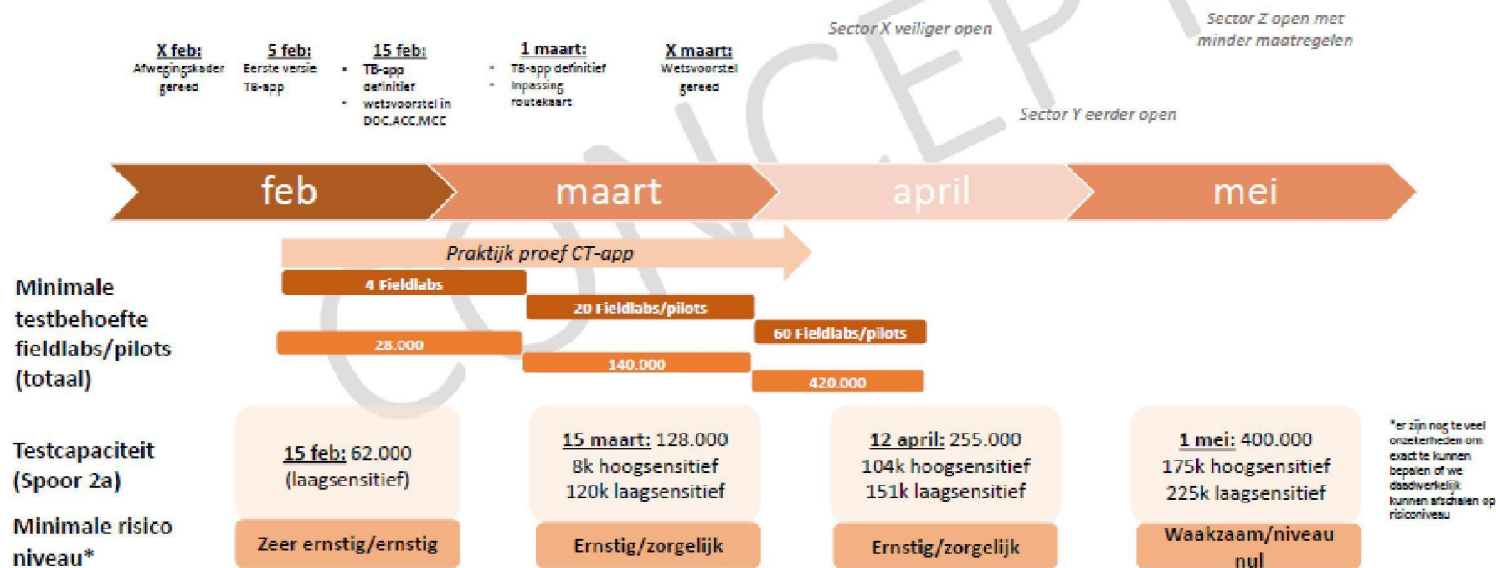 CONCEPT
Sector X veiliger open
Sector Z open met
minder maatregelen
X feb:
Afwegingskader
gereed
5 feb:
Eerste versie
TB-app
15 feb:
• TB-app
definitief
• wetsvoorstel in
DOC,ACC,MCC
1 maart:
• TB-app definitief
• Inpassing
routekaart
X maart:
Wetsvoorstel
gereed
Sector Y eerder open
feb
maart
april
mei
Praktijk proef CT-app
Minimale
testbehoefte
fieldlabs/pilots
(totaal)
4 Fieldlabs
20 Fieldlabs/pilots
60 Fieldlabs/pilots
28.000
140.000
420.000
Testcapaciteit
(Spoor 2a)
15 feb: 62.000
(laagsensitief)
15 maart: 128.000
8k hoogsensitief
120k laagsensitief
12 april: 255.000
104k hoogsensitief
151k laagsensitief
1 mei: 400.000
175k hoogsensitief
225k laagsensitief
*er zijn nog te veel
onzekerheden om
exact te kunnen
bepalen of we
daadwerkelijk
kunnen afschalen op
risiconiveau
Minimale risico
niveau*
Zeer ernstig/ernstig
Ernstig/zorgelijk
Ernstig/zorgelijk
Waakzaam/niveau
nul